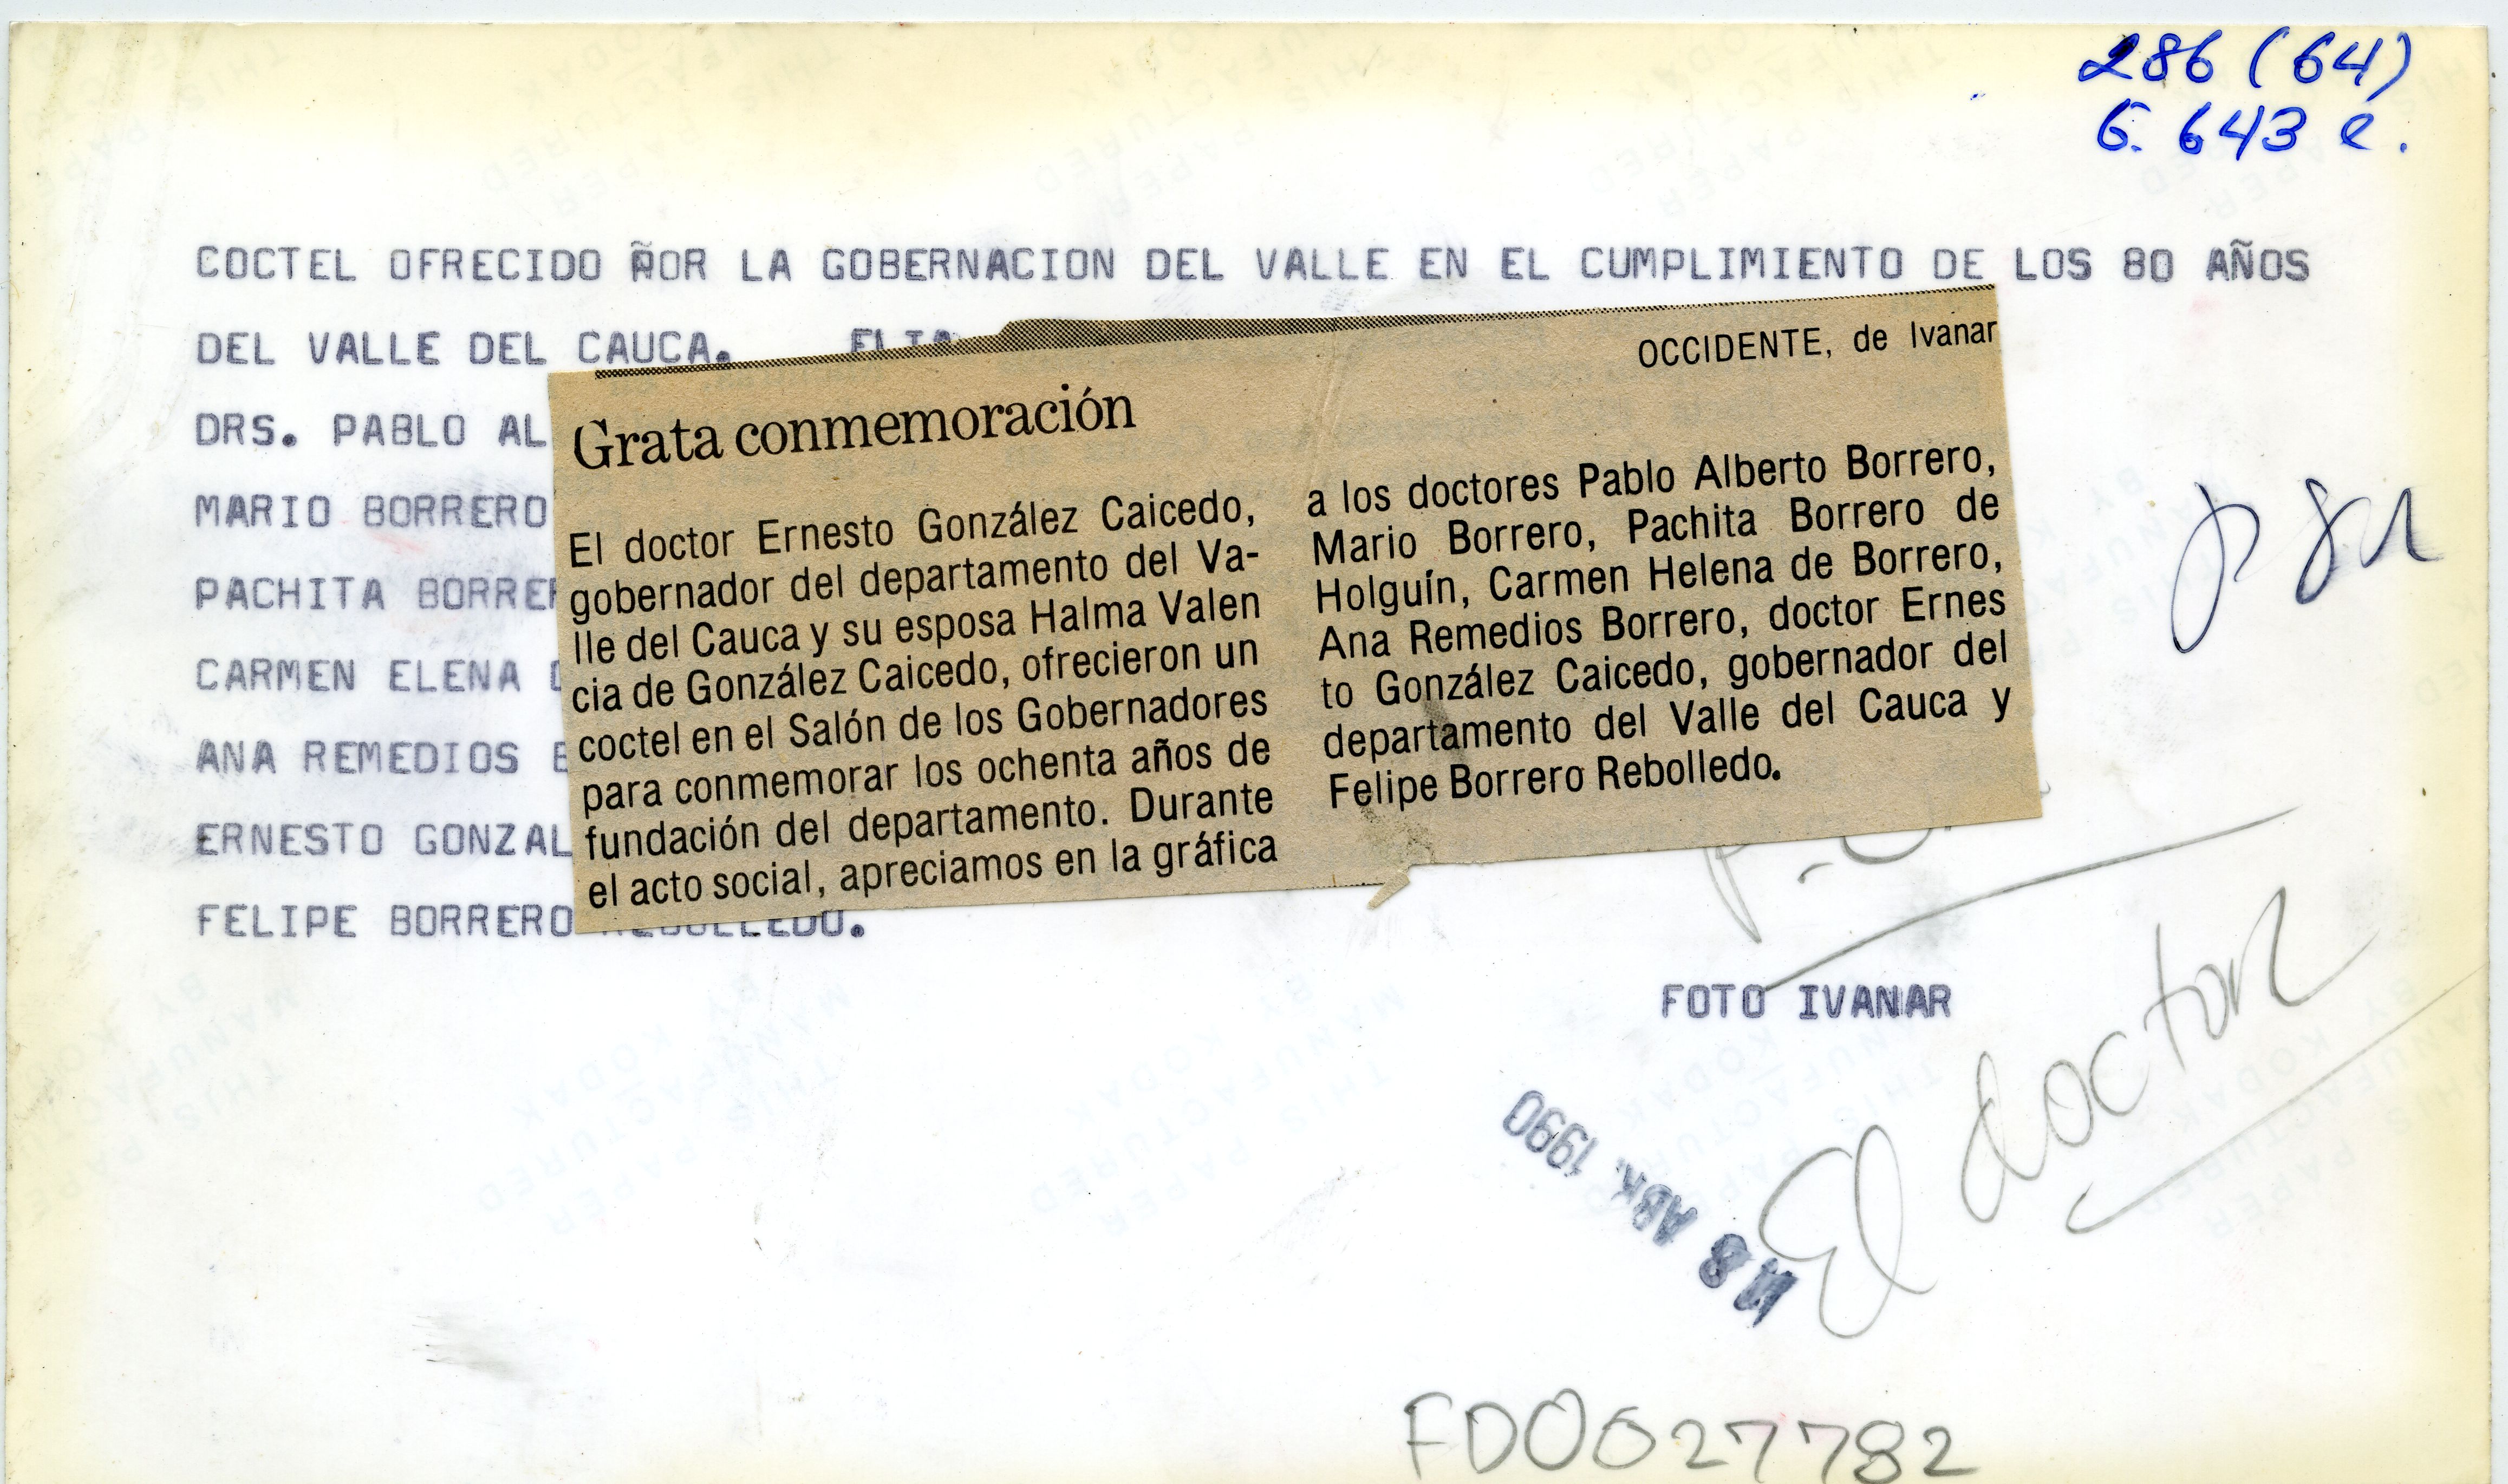 286 (64)
G. 643 e.
COCTEL OFRECIDO POR LA GOBERNACION DEL VALLE EN EL CUMPLIMIENTO DE LOS 80 AÑOS
DEL VALLE DEL CAUCA.
DRS. PABLO AL
MARIO BORRERO
PACHITA BORRER
CARMEN ELENA D
ANA REMEDIOS B
ERNESTO GONZAL
FELIPE BORRERO REBOLLEDO.
OCCIDENTE, de Ivanar
Grata conmemoración
El doctor Ernesto González Caicedo,
gobernador del departamento del Va-
lle del Cauca y su esposa Halma Valen
cia de González Caicedo, ofrecieron un
coctel en el Salón de los Gobernadores
para conmemorar los ochenta años de
fundación del departamento. Durante
el acto social, apreciamos en la gráfica
a los doctores Pablo Alberto Borrero,
Mario Borrero, Pachita Borrero de
Holguín, Carmen Helena de Borrero,
Ana Remedios Borrero, doctor Ernes
to González Caicedo, gobernador del
departamento del Valle del Cauca y
Felipe Borrero Rebolledo.
FOTO IVANAR
El doctor
ABR. 1990
FD0027782